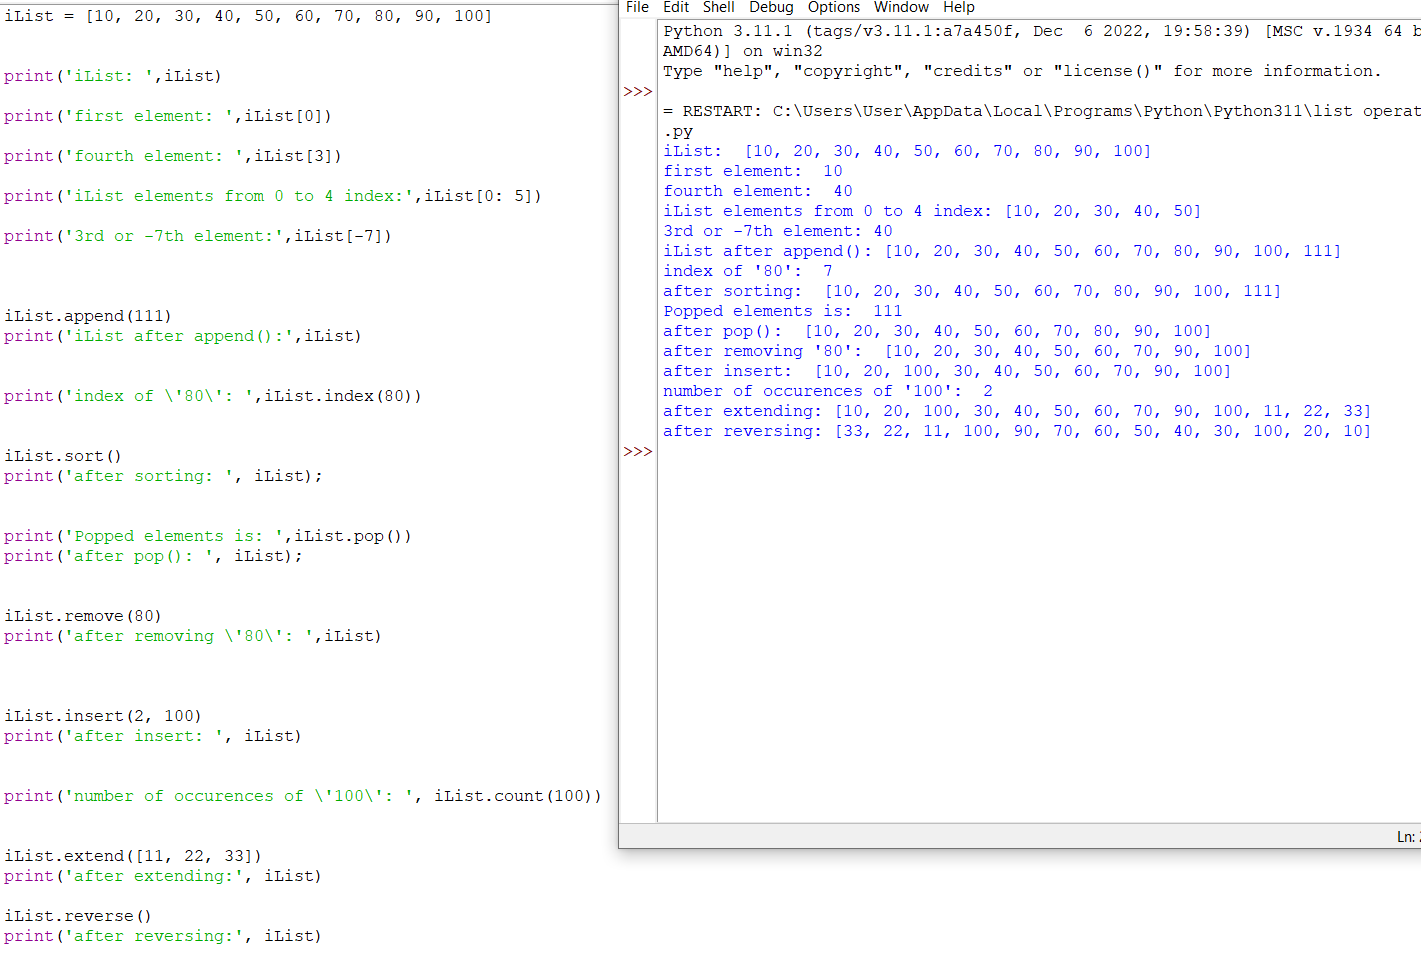 iList = [10, 20, 30, 40, 50, 60, 70, 80, 90, 100]
print('iList: ',iList)
print('first element: ',iList[0])
print('fourth element: ',iList[3])
print('iList elements from 0 to 4 index:',iList[0: 5])
print('3rd or -7th element:',iList[-7])
iList.append(111)
print('iList after append():',iList)
print('index of \'80\': ',iList.index(80))
iList.sort()
print('after sorting: ', iList);
print('Popped elements is: ',iList.pop())
print('after pop(): ', iList);
iList.remove(80)
print('after removing \'80\': ',iList)
iList.insert(2, 100)
print('after insert: ', iList)
print('number of occurences of \'100\': ', iList.count(100))
iList.extend([11, 22, 33])
print('after extending:', iList)
iList.reverse()
print('after reversing:', iList)
File Edit Shell Debug Options Window Help
Python 3.11.1 (tags/v3.11.1:a7a450f, Dec  6 2022, 19:58:39) [MSC v.1934 64 b
AMD64)] on win32
Type "help", "copyright", "credits" or "license()" for more information.
>>>
= RESTART: C:\Users\User\AppData\Local\Programs\Python\Python311\list operat
.py
iList:  [10, 20, 30, 40, 50, 60, 70, 80, 90, 100]
first element:  10
fourth element:  40
iList elements from 0 to 4 index: [10, 20, 30, 40, 50]
3rd or -7th element: 40
iList after append(): [10, 20, 30, 40, 50, 60, 70, 80, 90, 100, 111]
index of '80':  7
after sorting:  [10, 20, 30, 40, 50, 60, 70, 80, 90, 100, 111]
Popped elements is:  111
after pop():  [10, 20, 30, 40, 50, 60, 70, 80, 90, 100]
after removing '80':  [10, 20, 30, 40, 50, 60, 70, 90, 100]
after insert:  [10, 20, 100, 30, 40, 50, 60, 70, 90, 100]
number of occurences of '100':  2
after extending: [10, 20, 100, 30, 40, 50, 60, 70, 90, 100, 11, 22, 33]
after reversing: [33, 22, 11, 100, 90, 70, 60, 50, 40, 30, 100, 20, 10]
>>>
Ln: